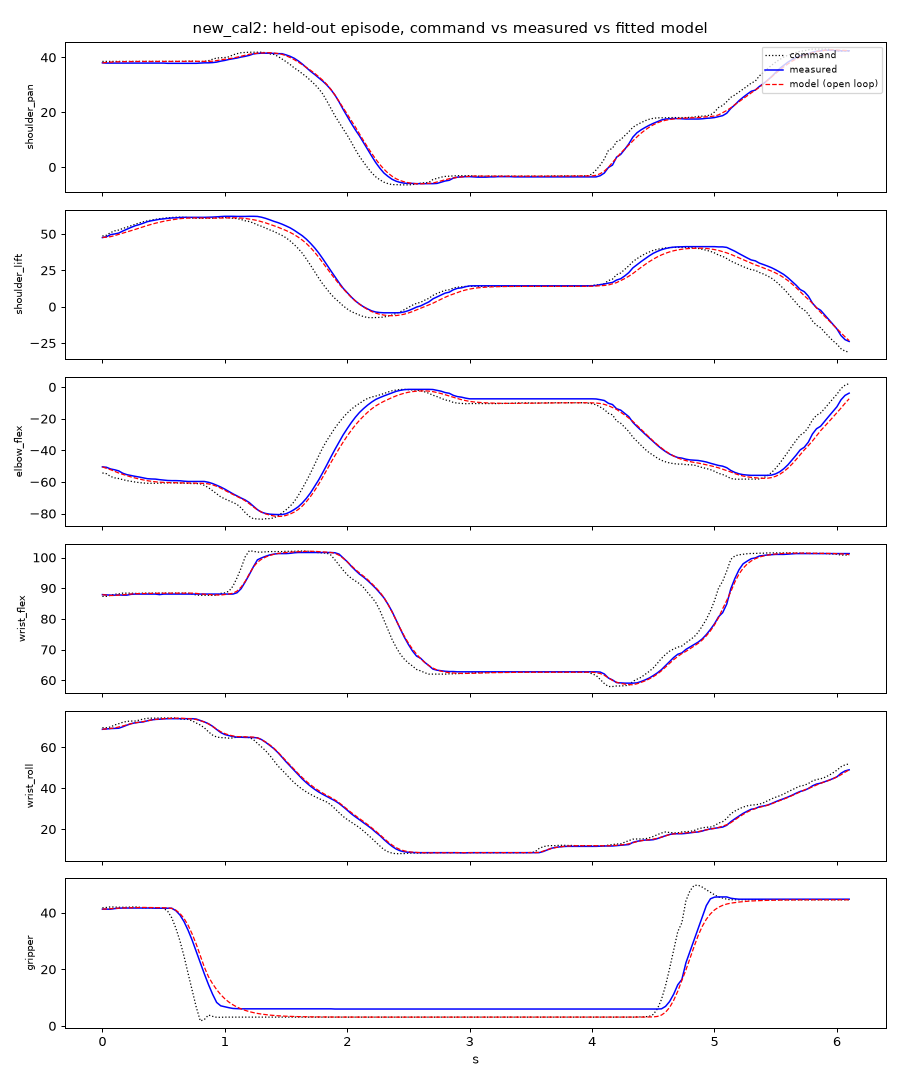 new_cal2: held-out episode, command vs measured vs fitted model
command
measured
model (open loop)
shoulder_pan
40
20
0
shoulder_lift
50
25
0
−25
elbow_flex
0
−20
−40
−60
−80
wrist_flex
100
90
80
70
60
wrist_roll
60
40
20
gripper
40
20
0
0 1 2 3 4 5 6
s